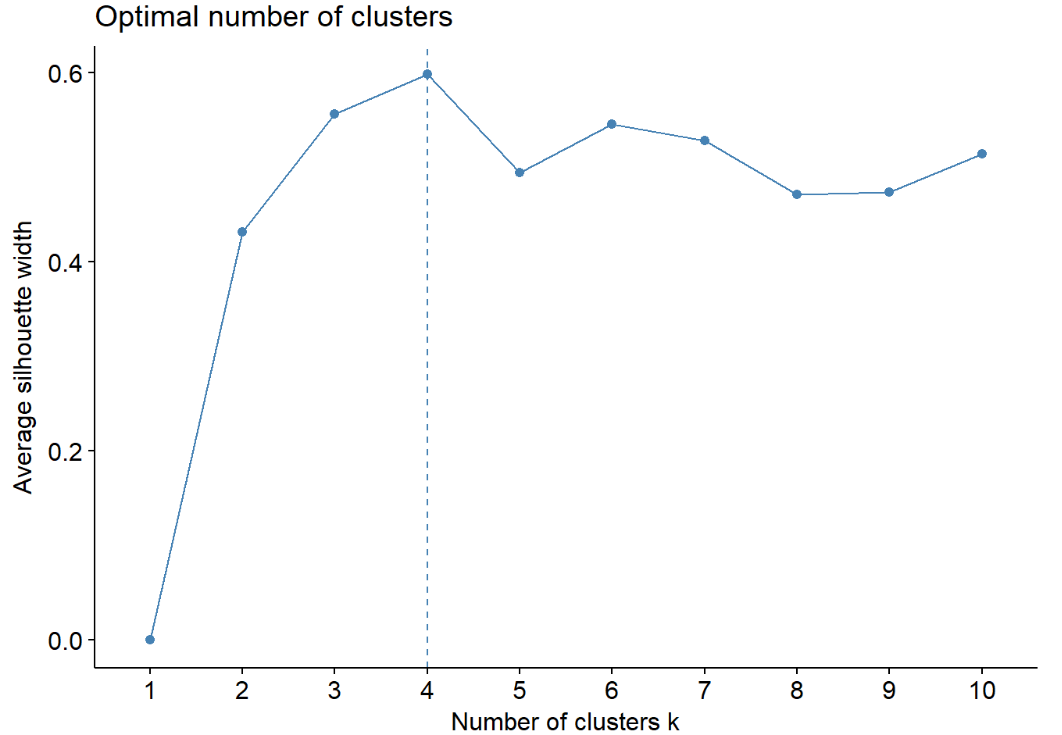 Optimal number of clusters
Average silhouette width
0.6
0.4
0.2
0.0
1 2 3 4 5 6 7 8 9 10
Number of clusters k